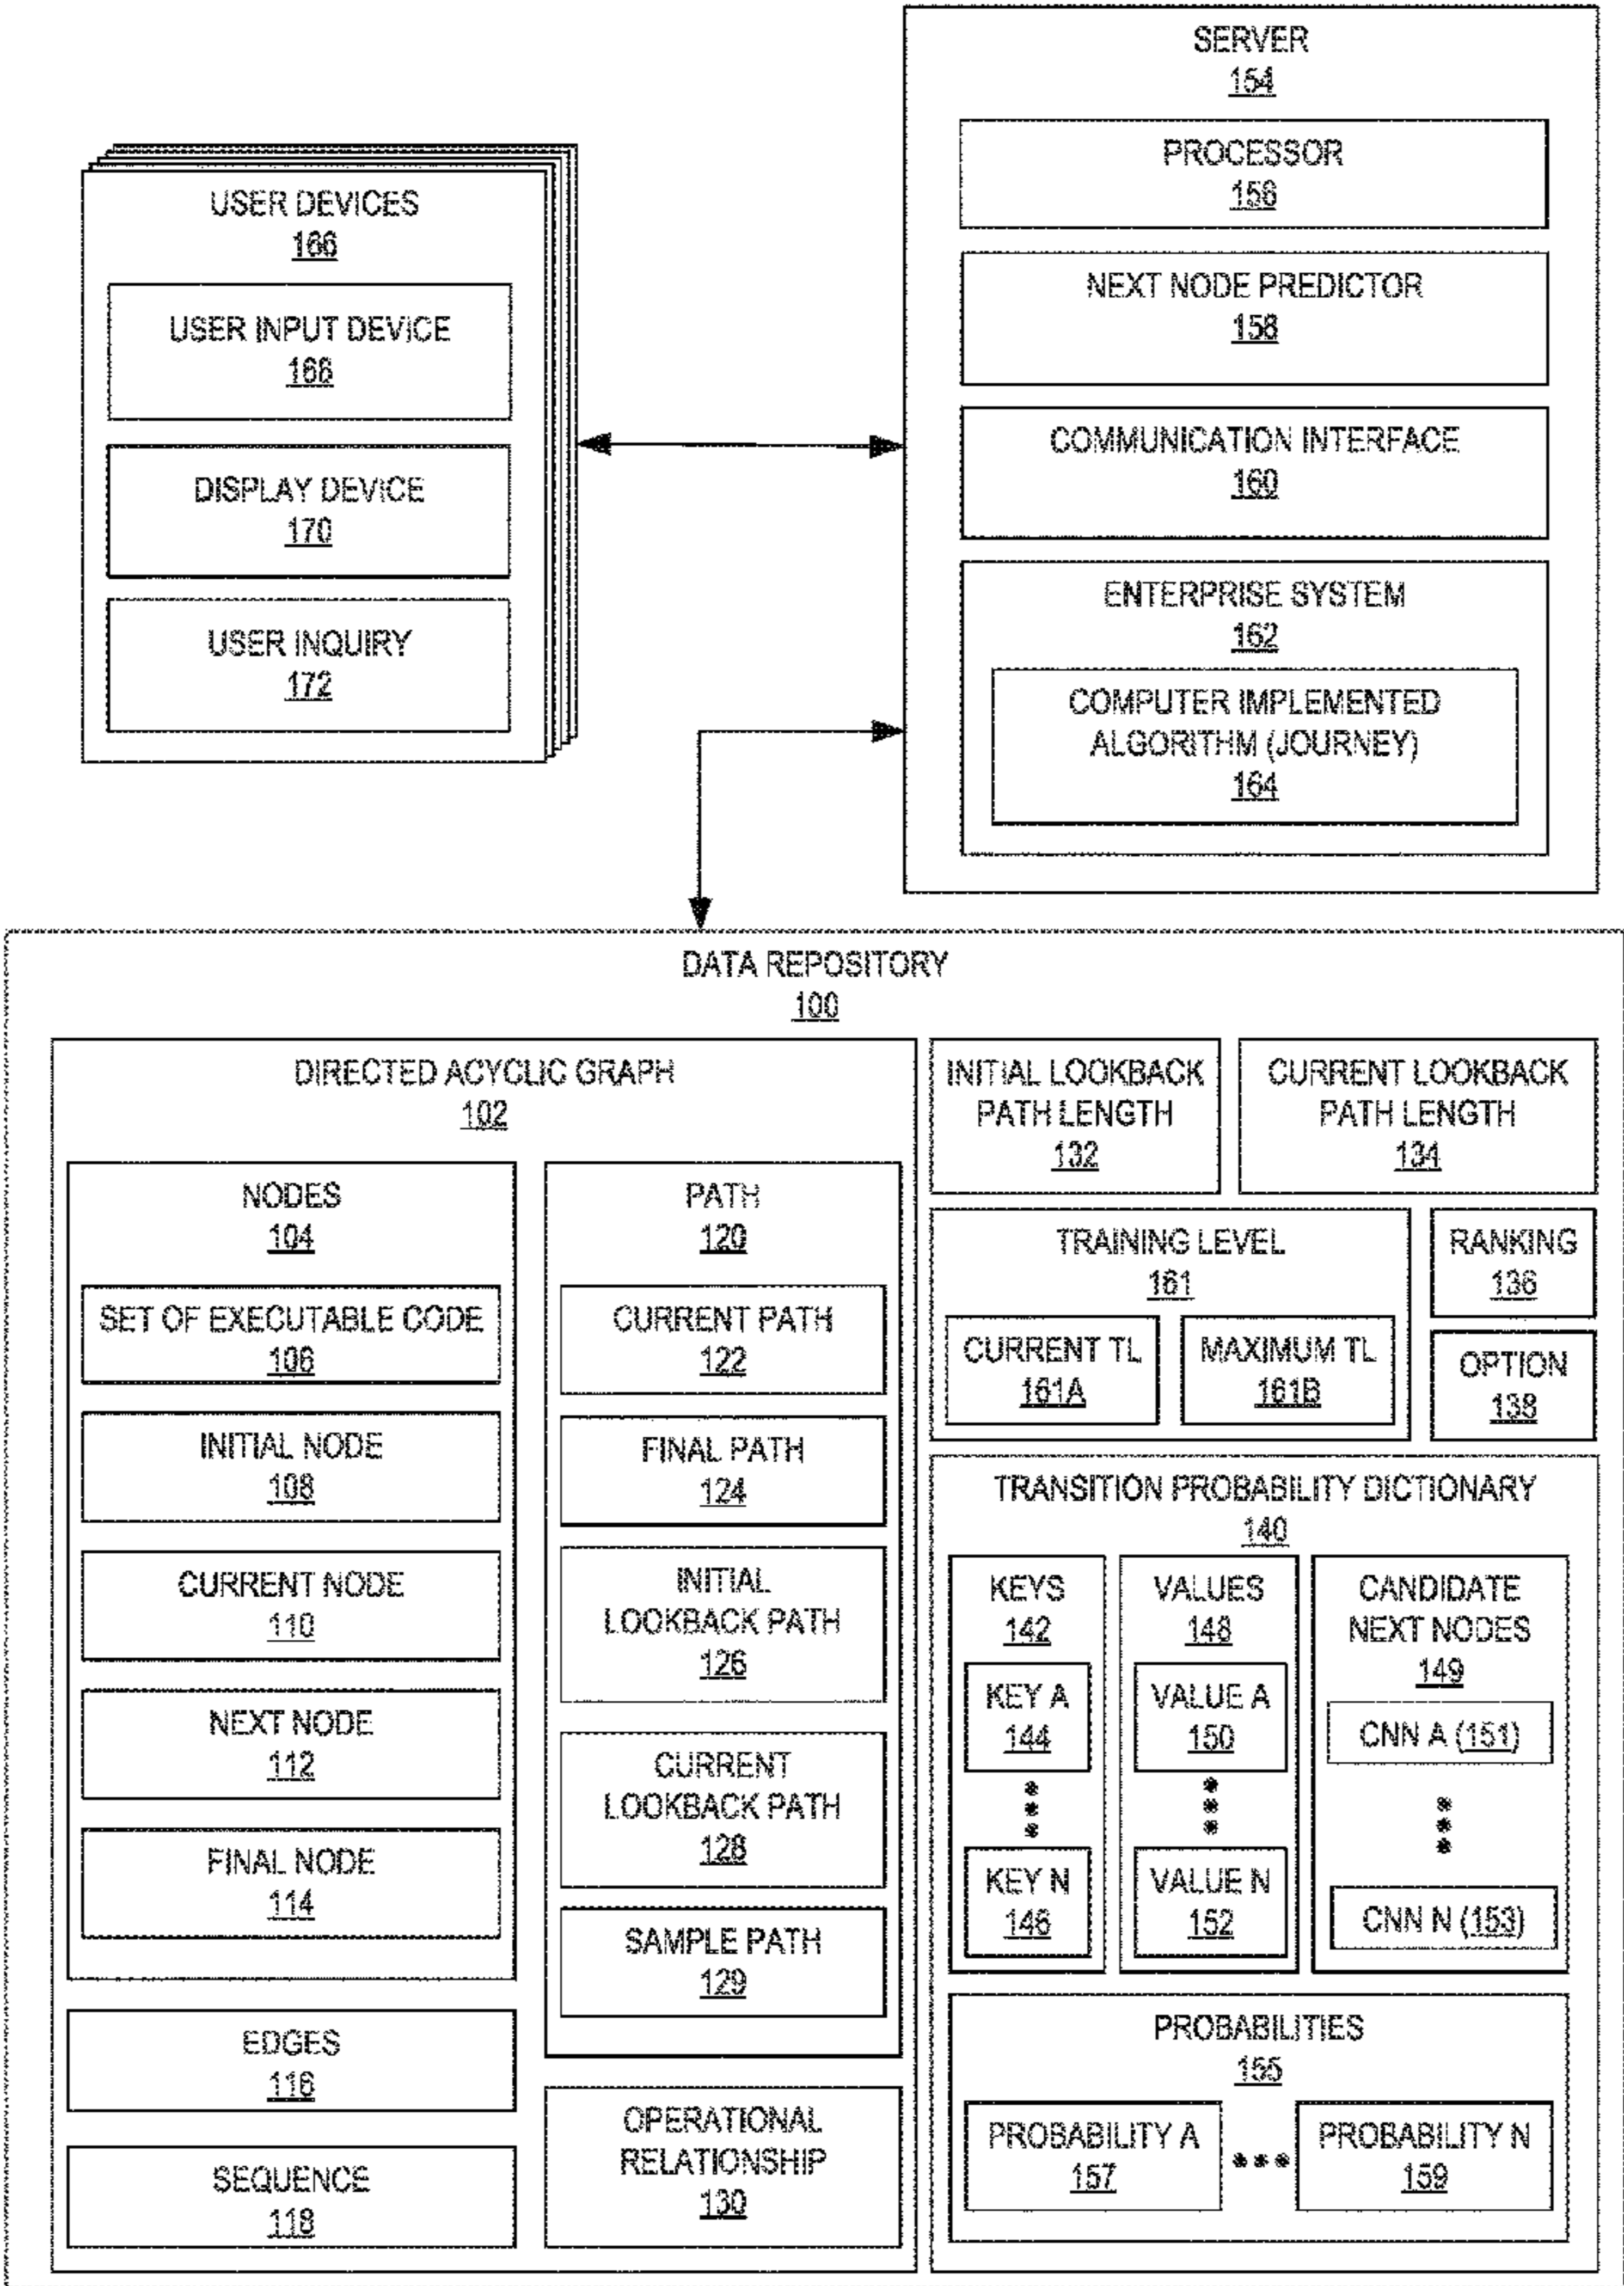 SERVER
154
PROCESSOR
156
NEXT NODE PREDICTOR
158
COMMUNICATION INTERFACE
160
ENTERPRISE SYSTEM
162
COMPUTER IMPLEMENTED
ALGORITHM (JOURNEY)
164
USER DEVICES
166
USER INPUT DEVICE
168
DISPLAY DEVICE
170
USER INQUIRY
172
DATA REPOSITORY
100
DIRECTED ACYCLIC GRAPH
102
NODES
104
SET OF EXECUTABLE CODE
106
INITIAL NODE
108
CURRENT NODE
110
NEXT NODE
112
FINAL NODE
114
EDGES
116
SEQUENCE
118
PATH
120
CURRENT PATH
122
FINAL PATH
124
INITIAL
LOOKBACK PATH
126
CURRENT
LOOKBACK PATH
128
SAMPLE PATH
129
OPERATIONAL
RELATIONSHIP
130
INITIAL LOOKBACK
PATH LENGTH
132
CURRENT LOOKBACK
PATH LENGTH
134
TRAINING LEVEL
161
CURRENT TL
161A
MAXIMUM TL
161B
RANKING
136
OPTION
138
TRANSITION PROBABILITY DICTIONARY
140
KEYS
142
KEY A
144
KEY N
146
VALUES
148
VALUE A
150
VALUE N
152
CANDIDATE
NEXT NODES
149
CNN A (151)
CNN N (153)
PROBABILITIES
155
PROBABILITY A
157
PROBABILITY N
159